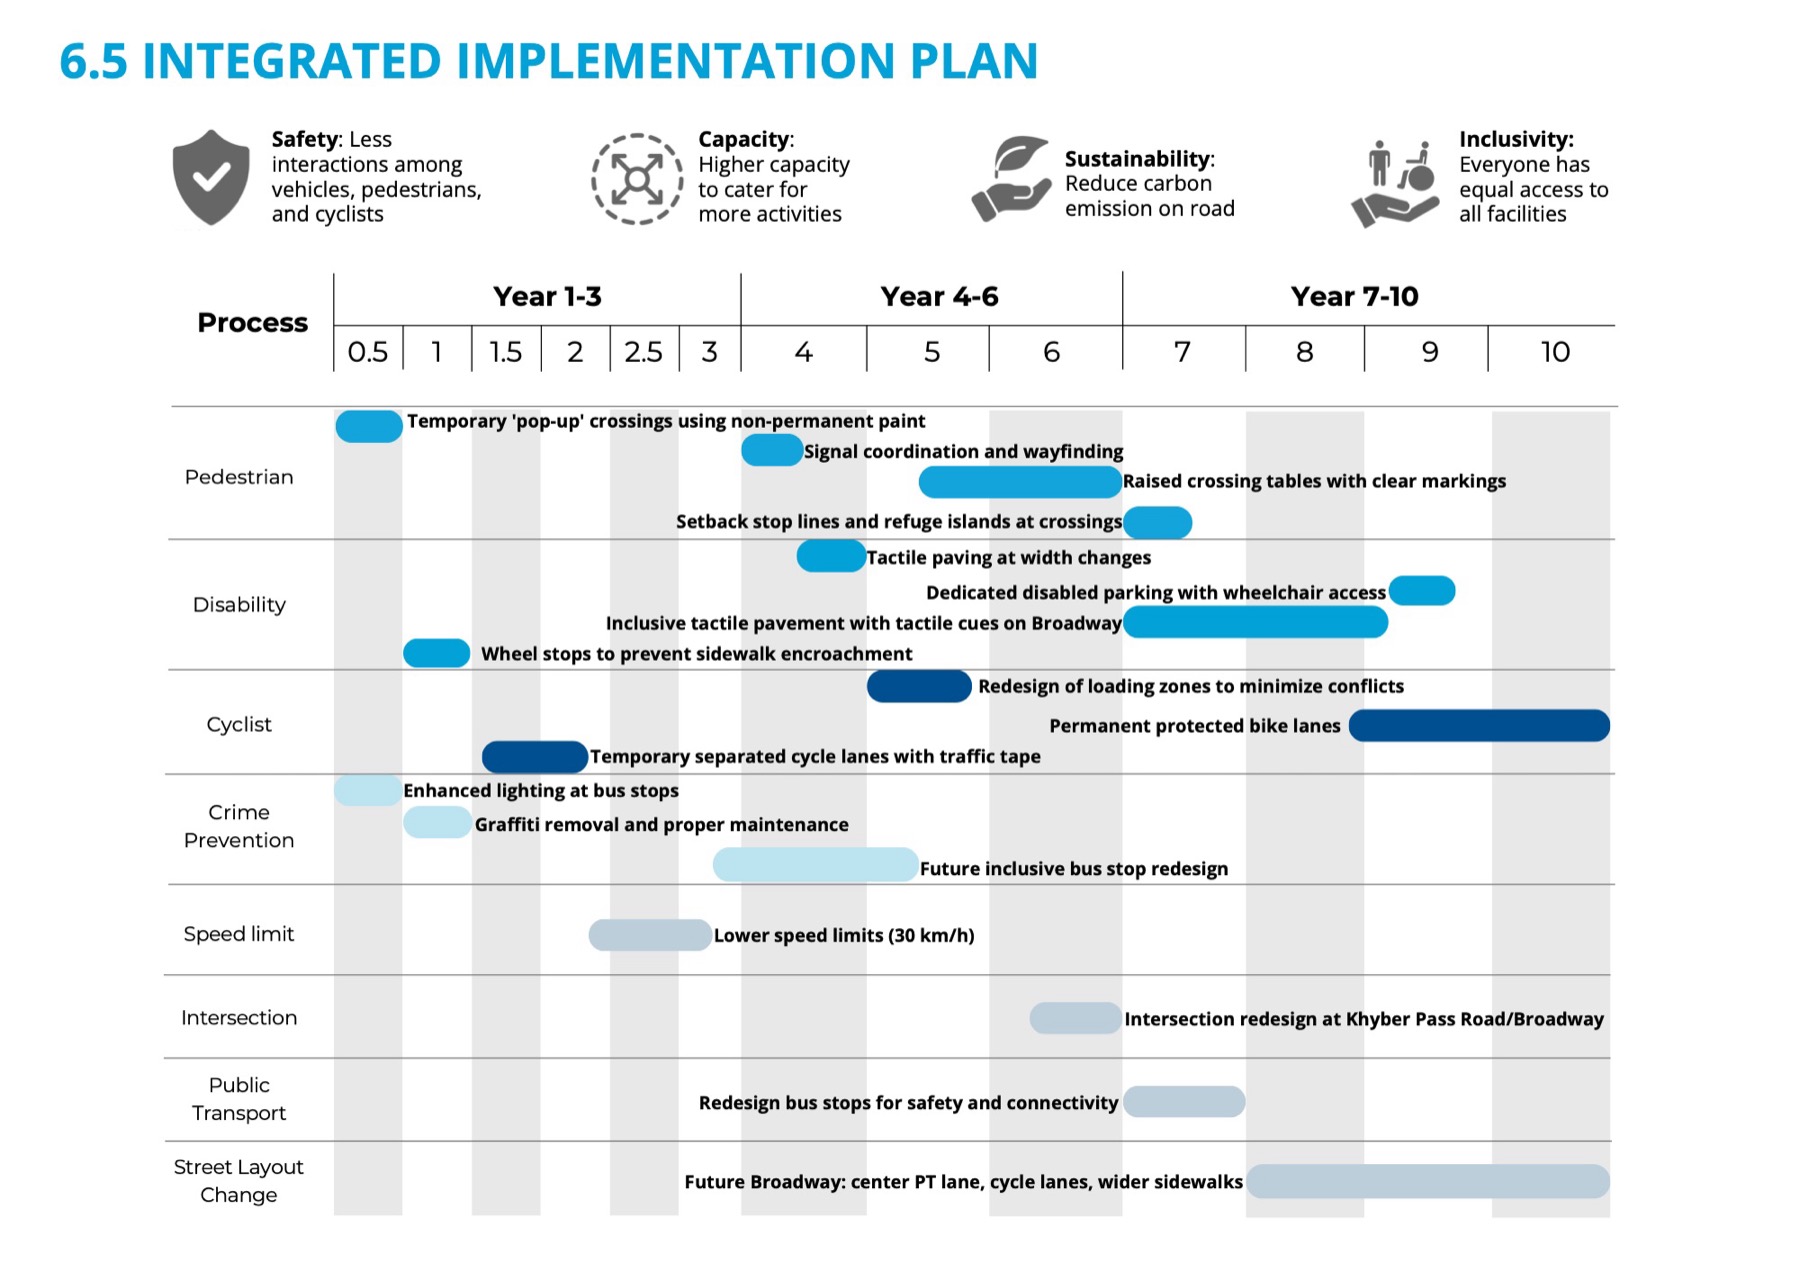 6.5 INTEGRATED IMPLEMENTATION PLAN
Safety: Less
interactions among
vehicles, pedestrians,
and cyclists
Capacity:
Higher capacity
to cater for
more activities
Sustainability:
Reduce carbon
emission on road
Inclusivity:
Everyone has
equal access to
all facilities
Process
Year 1-3
Year 4-6
Year 7-10
0.5 1 1.5 2 2.5 3 4 5 6 7 8 9 10
Pedestrian
Temporary 'pop-up' crossings using non-permanent paint
Signal coordination and wayfinding
Raised crossing tables with clear markings
Setback stop lines and refuge islands at crossings
Disability
Tactile paving at width changes
Dedicated disabled parking with wheelchair access
Inclusive tactile pavement with tactile cues on Broadway
Wheel stops to prevent sidewalk encroachment
Cyclist
Redesign of loading zones to minimize conflicts
Permanent protected bike lanes
Temporary separated cycle lanes with traffic tape
Crime
Prevention
Enhanced lighting at bus stops
Graffiti removal and proper maintenance
Future inclusive bus stop redesign
Speed limit
Lower speed limits (30 km/h)
Intersection
Intersection redesign at Khyber Pass Road/Broadway
Public
Transport
Redesign bus stops for safety and connectivity
Street Layout
Change
Future Broadway: center PT lane, cycle lanes, wider sidewalks